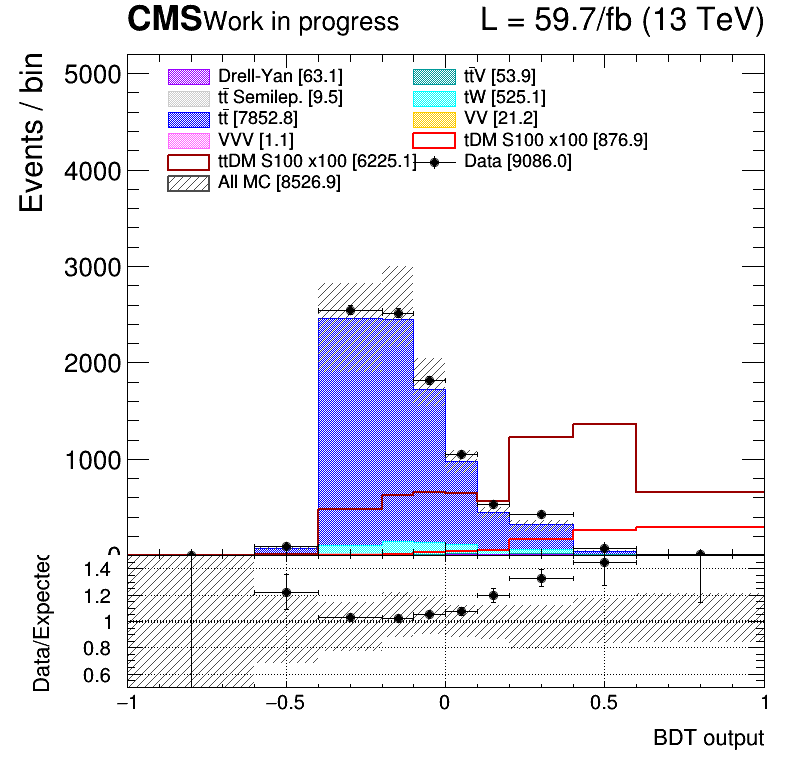 CMS Work in progress L = 59.7/fb (13 TeV)
Events / bin
5000
4000
3000
2000
1000
0
Drell-Yan [63.1] tt̄V [53.9]
tt̄ Semilep. [9.5] tW [525.1]
tt̄ [7852.8] VV [21.2]
VVV [1.1] tDM S100 x100 [876.9]
ttDM S100 x100 [6225.1] Data [9086.0]
All MC [8526.9]
Data/Expected
1.4
1.2
1
0.8
0.6
−1 −0.5 0 0.5 1
BDT output